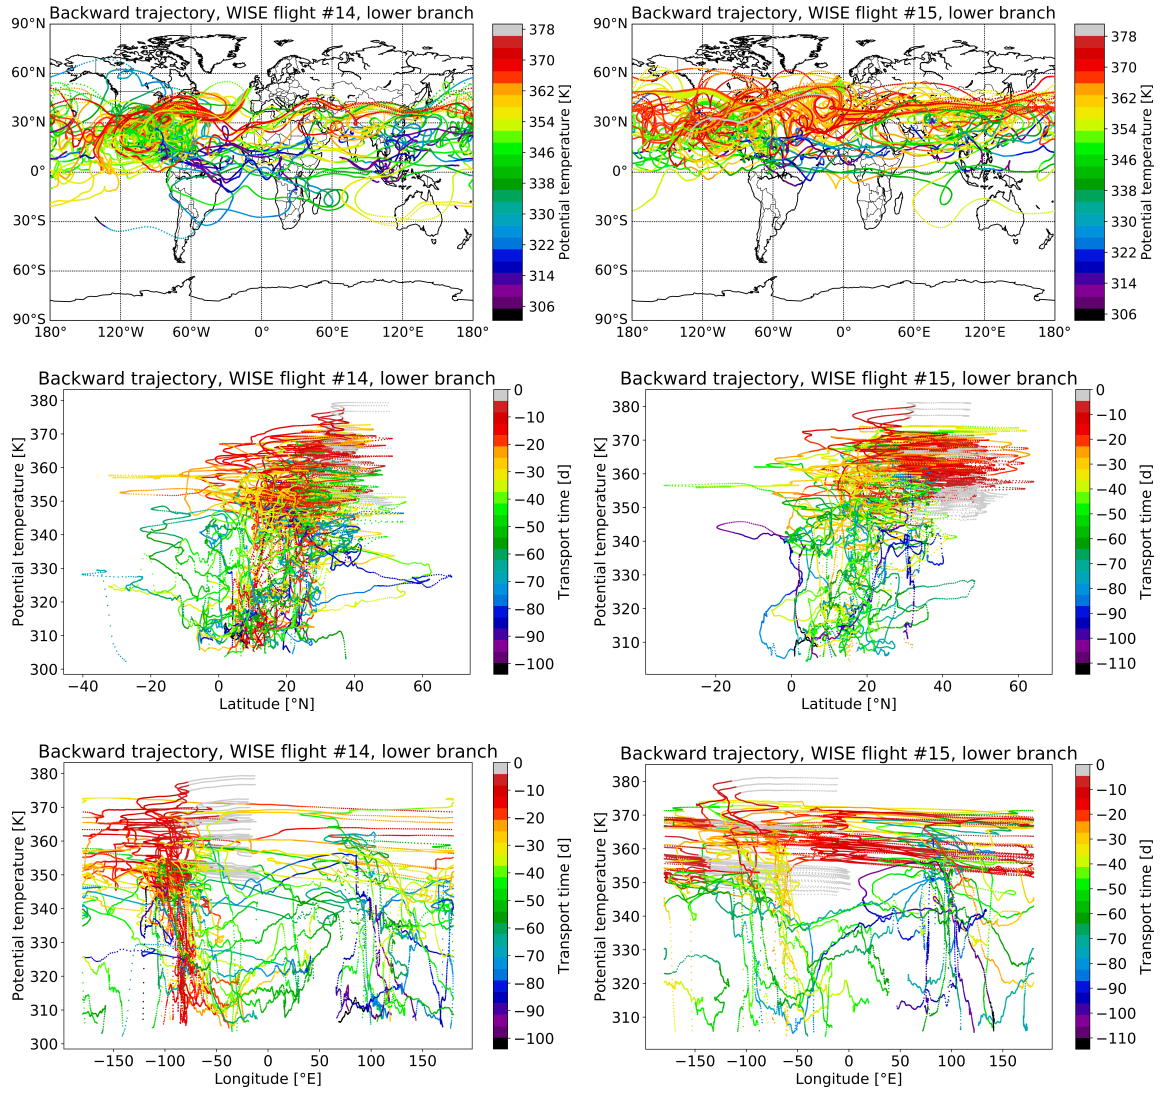 Backward trajectory, WISE flight #14, lower branch
90°N
60°N
30°N
0°
30°S
60°S
90°S
180° 120°W 60°W 0° 60°E 120°E 180°
378
370
362
354
346
338
330
322
314
306
Potential temperature [K]
Backward trajectory, WISE flight #15, lower branch
90°N
60°N
30°N
0°
30°S
60°S
90°S
180° 120°W 60°W 0° 60°E 120°E 180°
378
370
362
354
346
338
330
322
314
306
Potential temperature [K]
Backward trajectory, WISE flight #14, lower branch
Potential temperature [K]
380
370
360
350
340
330
320
310
300
−40 −20 0 20 40 60
Latitude [°N]
0
−10
−20
−30
−40
−50
−60
−70
−80
−90
−100
Transport time [d]
Backward trajectory, WISE flight #15, lower branch
Potential temperature [K]
380
370
360
350
340
330
320
310
−20 0 20 40 60
Latitude [°N]
0
−10
−20
−30
−40
−50
−60
−70
−80
−90
−100
−110
Transport time [d]
Backward trajectory, WISE flight #14, lower branch
Potential temperature [K]
380
370
360
350
340
330
320
310
300
−150 −100 −50 0 50 100 150
Longitude [°E]
0
−10
−20
−30
−40
−50
−60
−70
−80
−90
−100
Transport time [d]
Backward trajectory, WISE flight #15, lower branch
Potential temperature [K]
380
370
360
350
340
330
320
310
−150 −100 −50 0 50 100 150
Longitude [°E]
0
−10
−20
−30
−40
−50
−60
−70
−80
−90
−100
−110
Transport time [d]